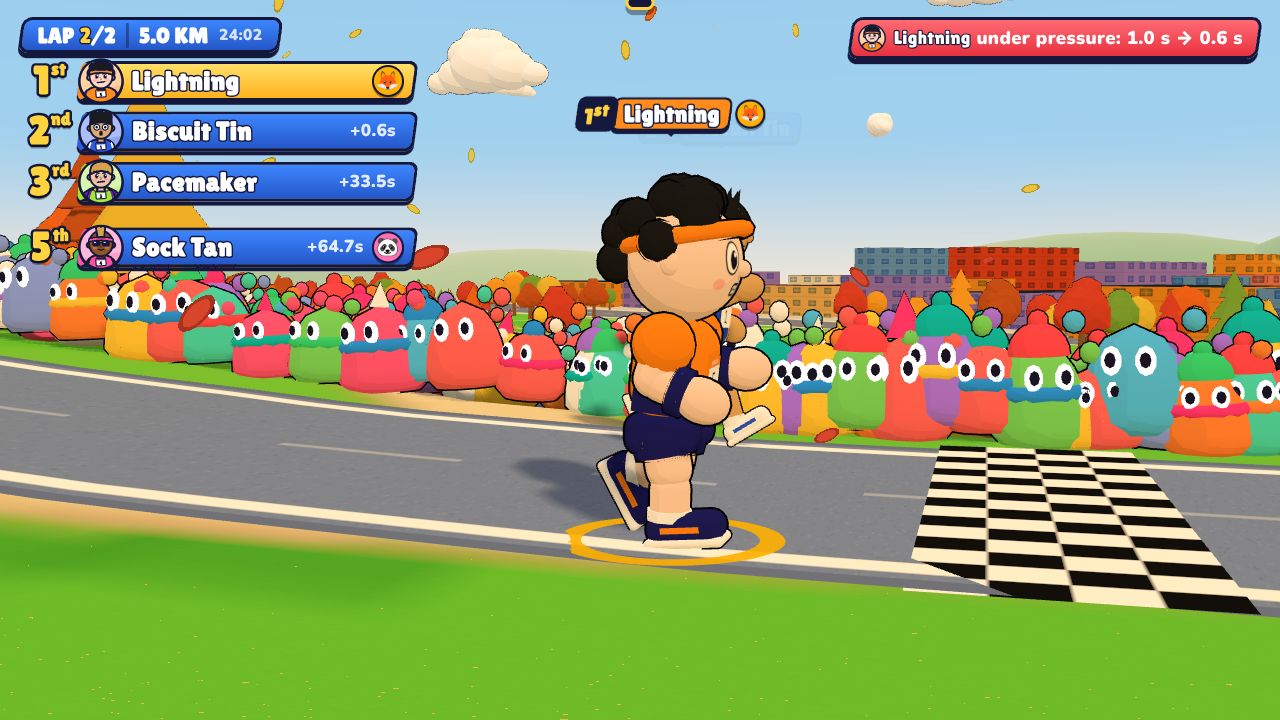 LAP 2/2 5.0 KM 24:02
1st Lightning
2nd Biscuit Tin +0.6s
3rd Pacemaker +33.5s
5th Sock Tan +64.7s
Lightning under pressure: 1.0 s → 0.6 s
1st Lightning